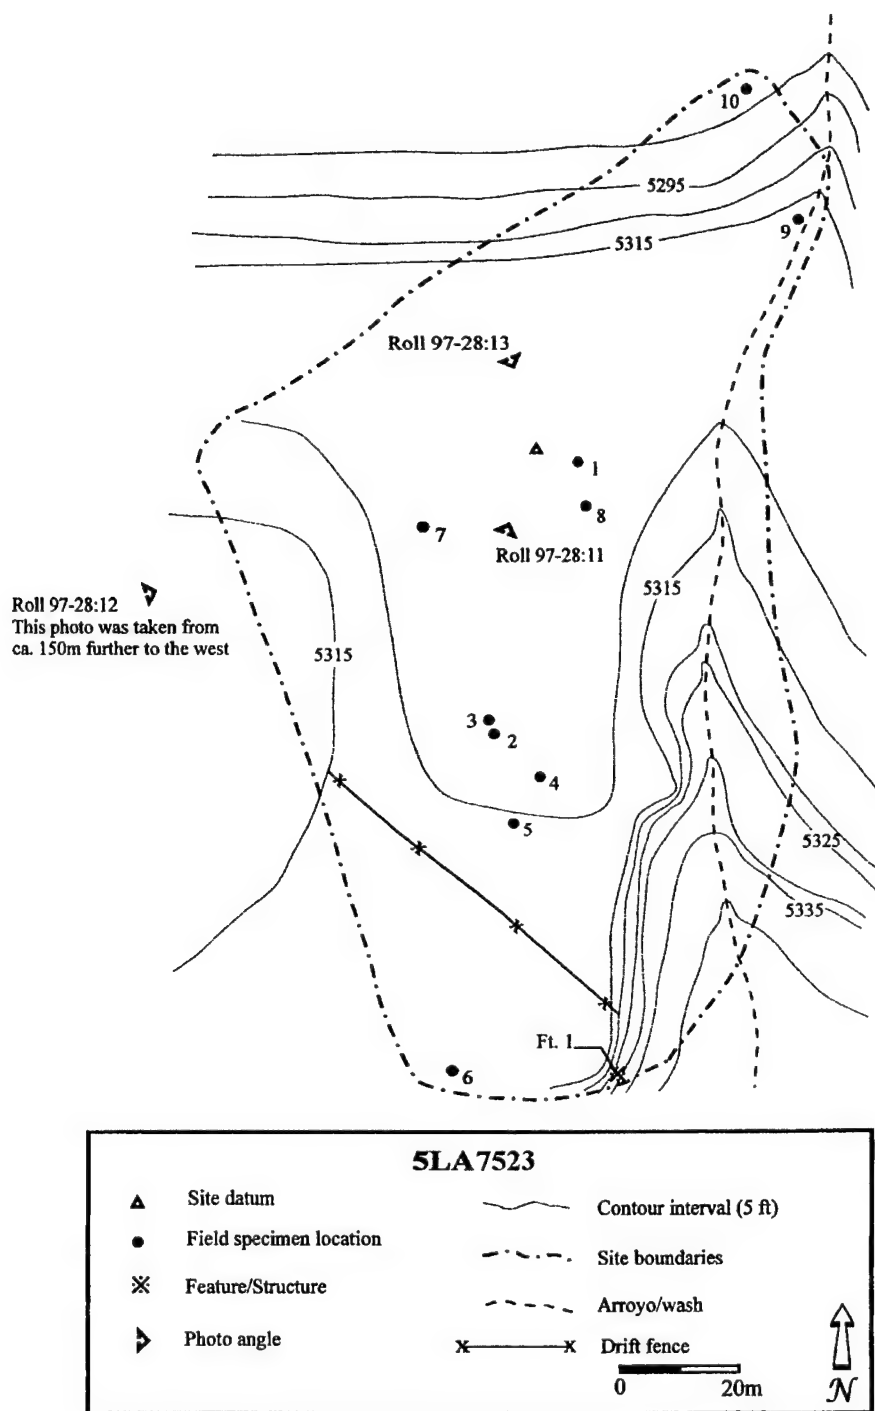 10
5295
9
5315
Roll 97-28:13
1
8
7
Roll 97-28:11
5315
Roll 97-28:12
This photo was taken from
ca. 150m further to the west
5315
3
2
4
5
5325
5335
Ft. 1
6
5LA7523
Site datum
Field specimen location
Feature/Structure
Photo angle
Contour interval (5 ft)
Site boundaries
Arroyo/wash
Drift fence
0 20m
N